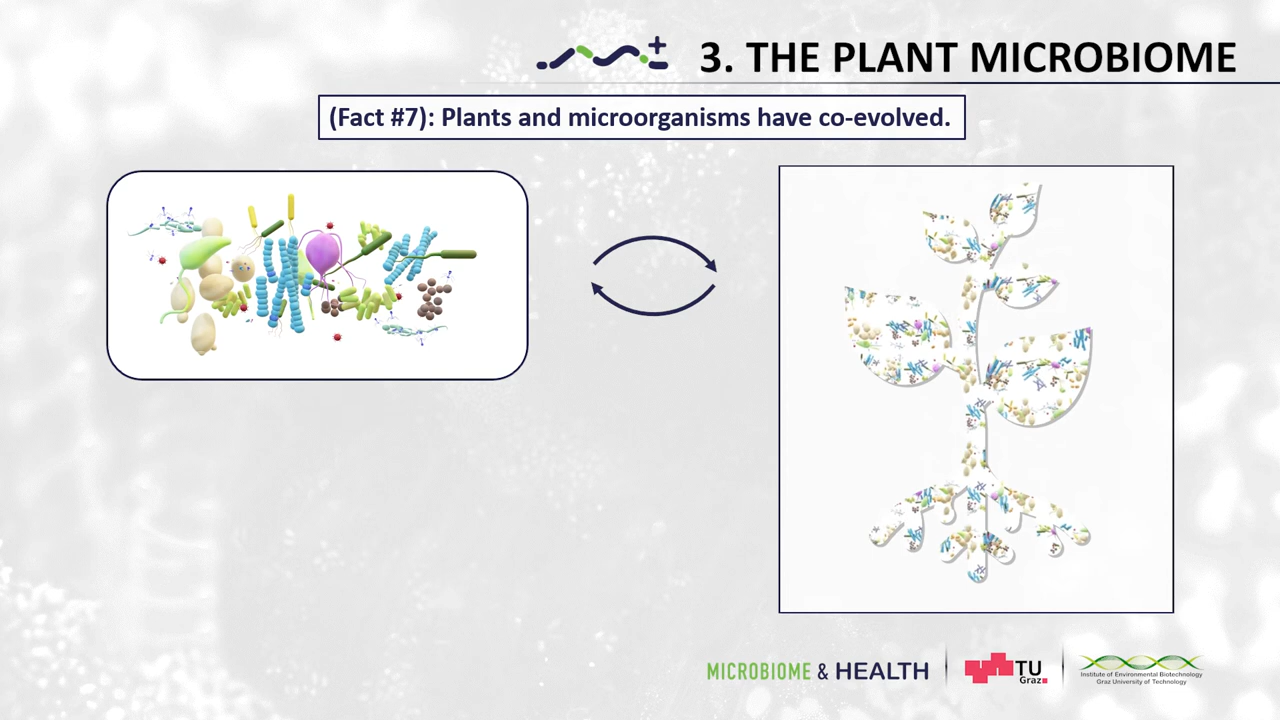 3. THE PLANT MICROBIOME
(Fact #7): Plants and microorganisms have co-evolved.
MICROBIOME & HEALTH
TU
Graz
Institute of Environmental Biotechnology
Graz University of Technology